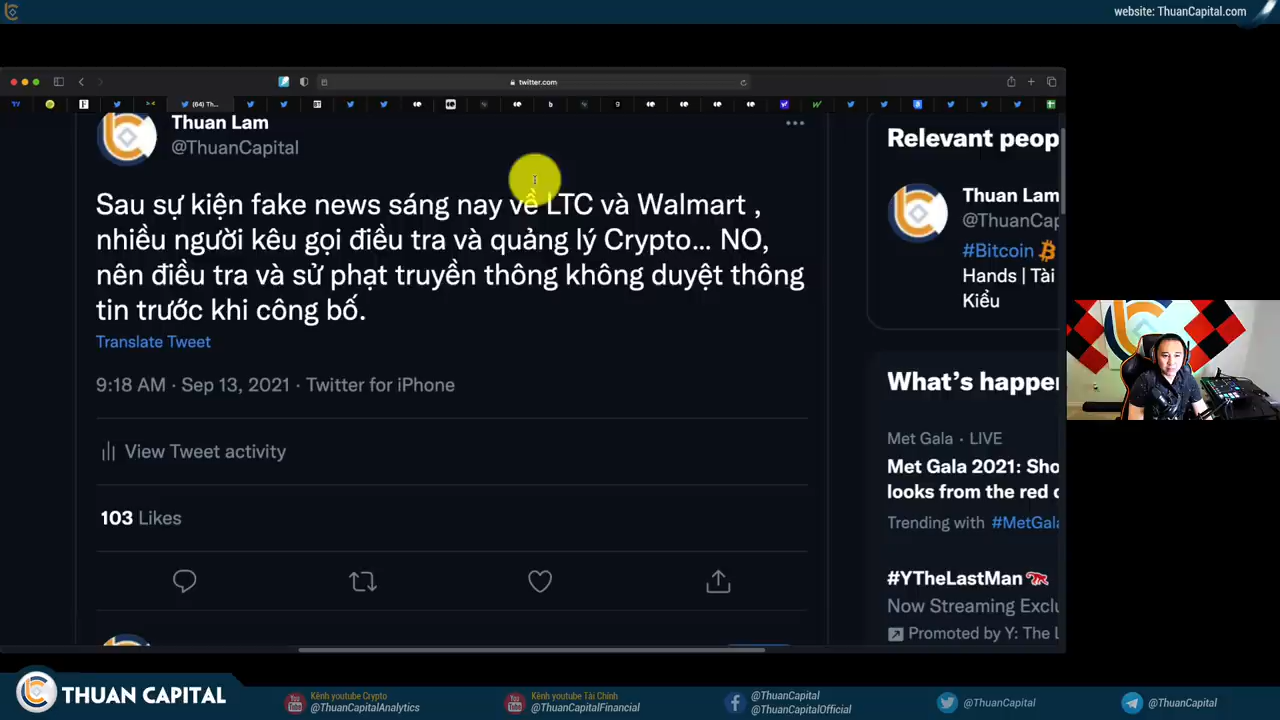 website: ThuanCapital.com
twitter.com
(64) Th...
Thuan Lam
@ThuanCapital
Sau sự kiện fake news sáng nay về LTC và Walmart ,
nhiều người kêu gọi điều tra và quảng lý Crypto... NO,
nên điều tra và sử phạt truyền thông không duyệt thông
tin trước khi công bố.
Translate Tweet
9:18 AM · Sep 13, 2021 · Twitter for iPhone
View Tweet activity
103 Likes
Relevant peop
Thuan Lam
@ThuanCap
#Bitcoin
Hands | Tài
Kiều
What's happe
Met Gala · LIVE
Met Gala 2021: Sho
looks from the red c
Trending with #MetGala
#YTheLastMan
Now Streaming Exclu
Promoted by Y: The L
THUAN CAPITAL
Kênh youtube Crypto
@ThuanCapitalAnalytics
Kênh youtube Tài Chính
@ThuanCapitalFinancial
@ThuanCapital
@ThuanCapitalOfficial
@ThuanCapital
@ThuanCapital